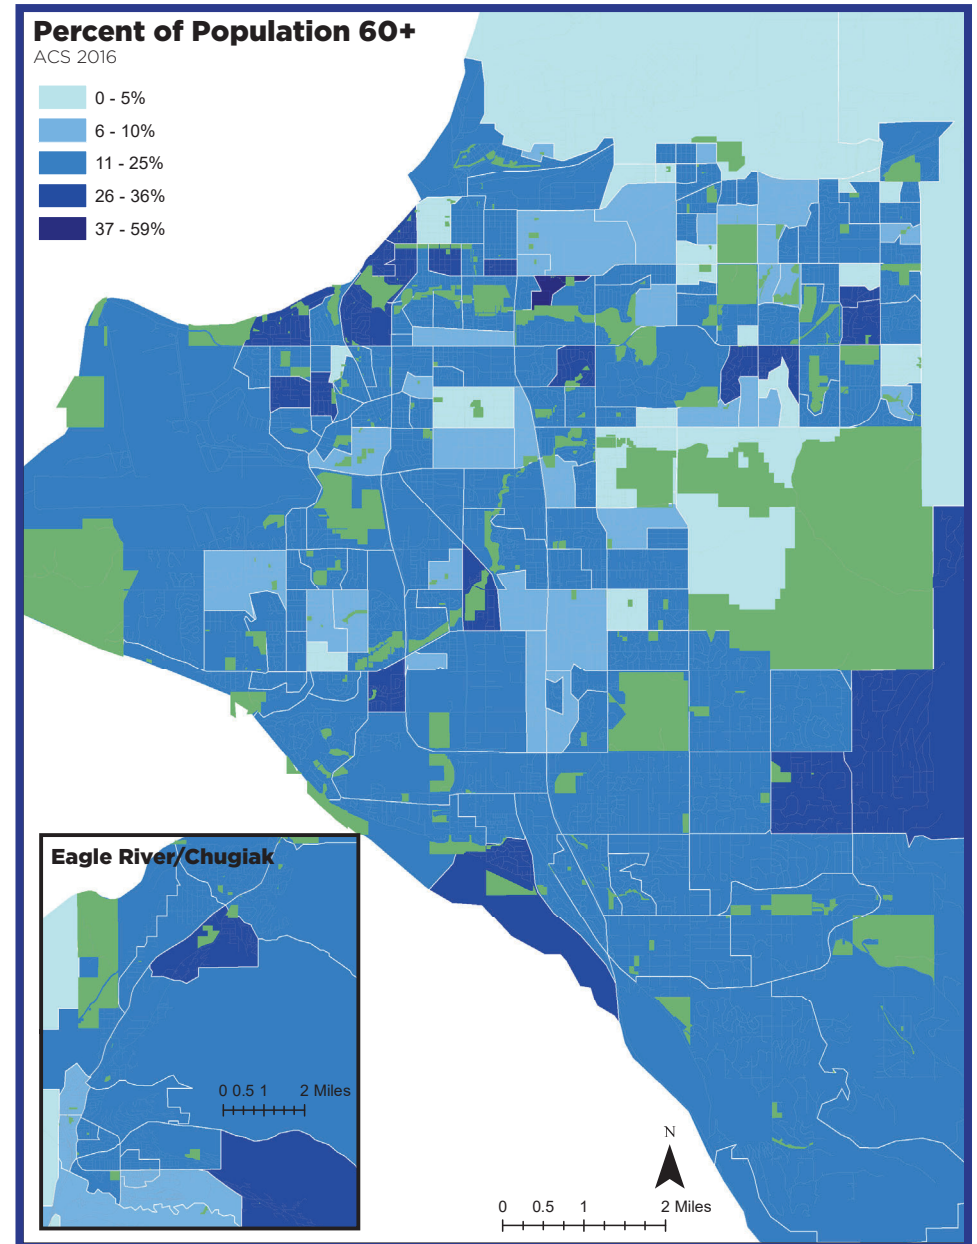 Percent of Population 60+
ACS 2016
0 - 5%
6 - 10%
11 - 25%
26 - 36%
37 - 59%
Eagle River/Chugiak
0 0.5 1 2 Miles
N
0 0.5 1 2 Miles